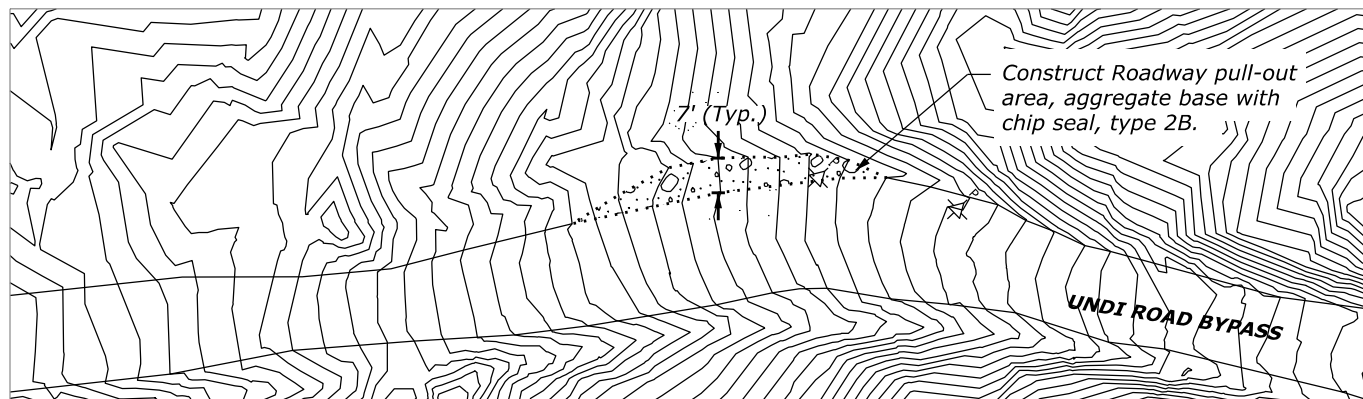 Construct Roadway pull-out
area, aggregate base with
chip seal, type 2B.
7' (Typ.)
UNDI ROAD BYPASS